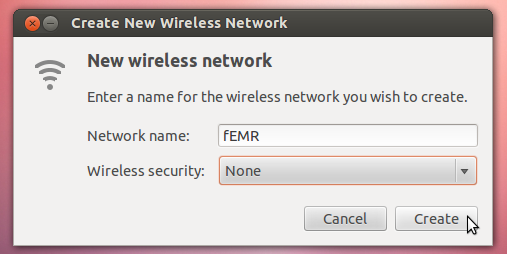 Create New Wireless Network
New wireless network
Enter a name for the wireless network you wish to create.
Network name: fEMR
Wireless security: None
Cancel Create